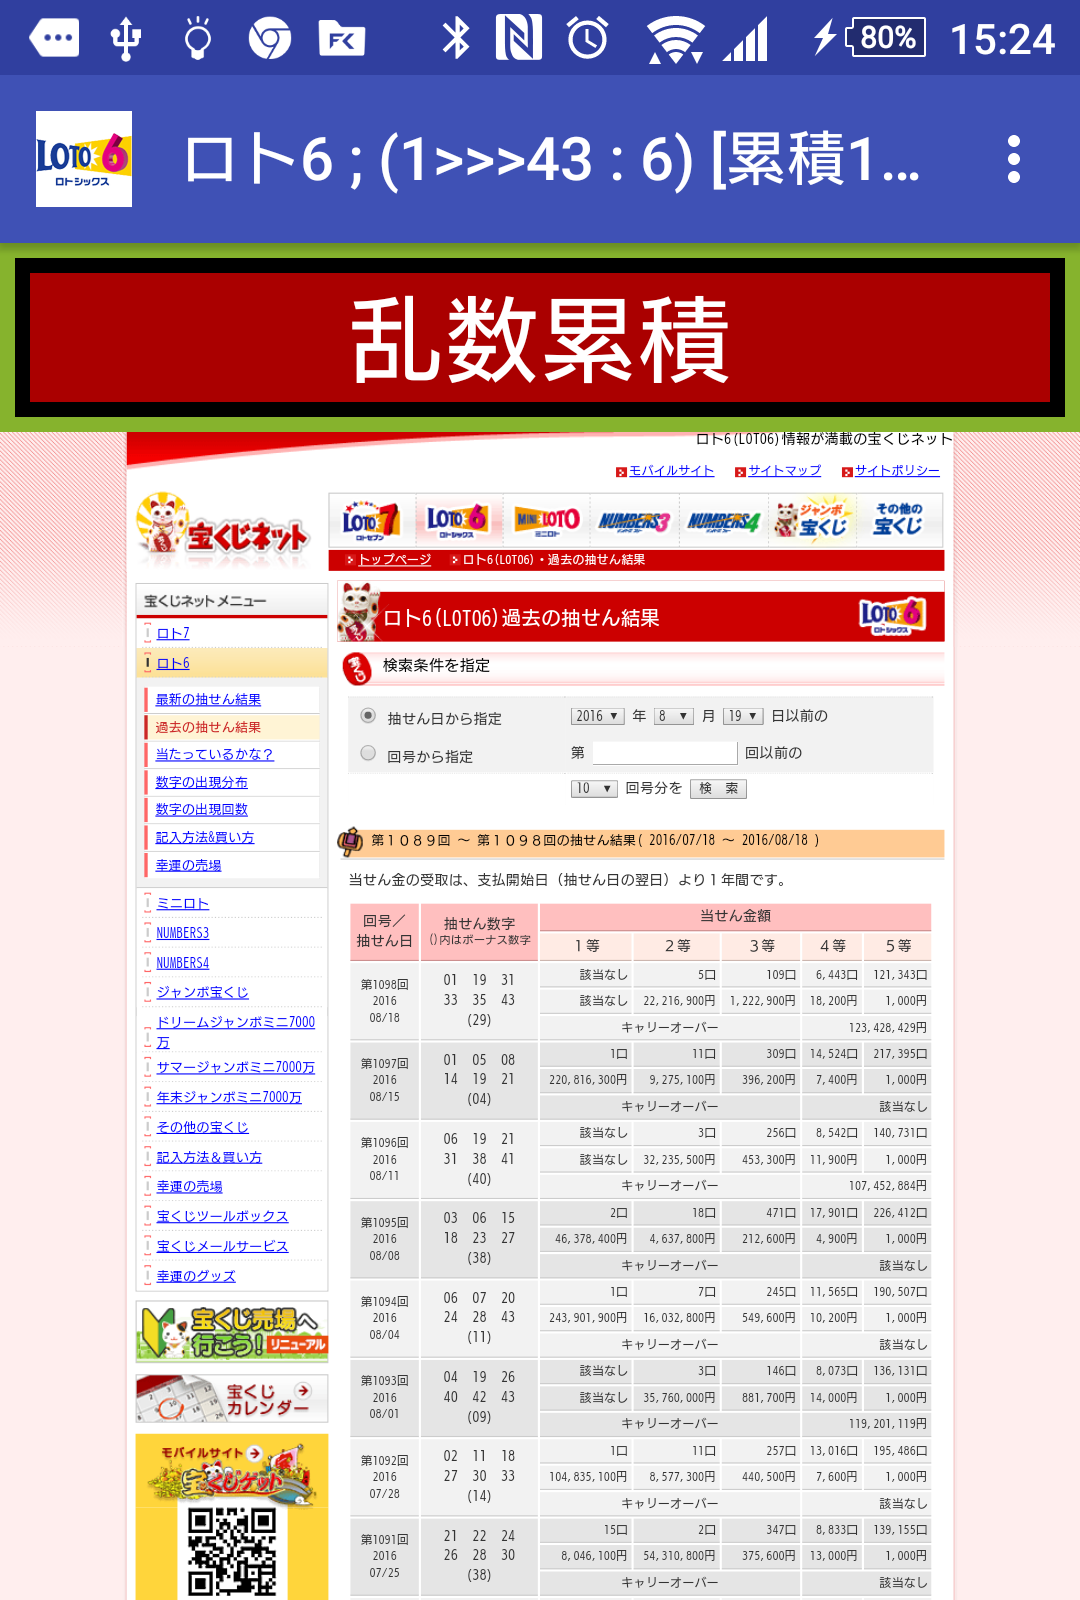 80% 15:24
LOTO 6 ロトシックス
ロト6 ; (1>>>43 : 6) [累積1...
乱数累積
ロト6(LOTO6)情報が満載の宝くじネット
モバイルサイト サイトマップ サイトポリシー
宝くじネット
LOTO 7 ロトセブン LOTO 6 ロトシックス MINI LOTO ミニロト NUMBERS3 NUMBERS4 ジャンボ宝くじ その他の宝くじ
トップページ ロト6(LOTO6)・過去の抽せん結果
宝くじネットメニュー
ロト7
ロト6
最新の抽せん結果
過去の抽せん結果
当たっているかな？
数字の出現分布
数字の出現回数
記入方法&買い方
幸運の売場
ミニロト
NUMBERS3
NUMBERS4
ジャンボ宝くじ
ドリームジャンボミニ7000
万
サマージャンボミニ7000万
年末ジャンボミニ7000万
その他の宝くじ
記入方法＆買い方
幸運の売場
宝くじツールボックス
宝くじメールサービス
幸運のグッズ
宝くじ売場へ
行こう！ リニューアル
宝くじ
カレンダー
モバイルサイト
宝くじゲット
ロト6(LOTO6)過去の抽せん結果 LOTO 6 ロトシックス
検索条件を指定
抽せん日から指定 2016 年 8 月 19 日以前の
回号から指定 第 回以前の
10 回号分を 検 索
第１０８９回 ～ 第１０９８回の抽せん結果( 2016/07/18 ～ 2016/08/18 )
当せん金の受取は、支払開始日（抽せん日の翌日）より１年間です。
回号／抽せん日 抽せん数字 ()内はボーナス数字 当せん金額
１等 ２等 ３等 ４等 ５等
第1098回 2016 08/18
01 19 31
33 35 43
(29)
該当なし 5口 109口 6,443口 121,343口
該当なし 22,216,900円 1,222,900円 18,200円 1,000円
キャリーオーバー 123,428,429円
第1097回 2016 08/15
01 05 08
14 19 21
(04)
1口 11口 309口 14,524口 217,395口
220,816,300円 9,275,100円 396,200円 7,400円 1,000円
キャリーオーバー 該当なし
第1096回 2016 08/11
06 19 21
31 38 41
(40)
該当なし 3口 256口 8,542口 140,731口
該当なし 32,235,500円 453,300円 11,900円 1,000円
キャリーオーバー 107,452,884円
第1095回 2016 08/08
03 06 15
18 23 27
(38)
2口 18口 471口 17,901口 226,412口
46,378,400円 4,637,800円 212,600円 4,900円 1,000円
キャリーオーバー 該当なし
第1094回 2016 08/04
06 07 20
24 28 43
(11)
1口 7口 245口 11,565口 190,507口
243,901,900円 16,032,800円 549,600円 10,200円 1,000円
キャリーオーバー 該当なし
第1093回 2016 08/01
04 19 26
40 42 43
(09)
該当なし 3口 146口 8,073口 136,131口
該当なし 35,760,000円 881,700円 14,000円 1,000円
キャリーオーバー 119,201,119円
第1092回 2016 07/28
02 11 18
27 30 33
(14)
1口 11口 257口 13,016口 195,486口
104,835,100円 8,577,300円 440,500円 7,600円 1,000円
キャリーオーバー 該当なし
第1091回 2016 07/25
21 22 24
26 28 30
(38)
15口 2口 347口 8,833口 139,155口
8,046,100円 54,310,800円 375,600円 13,000円 1,000円
キャリーオーバー 該当なし